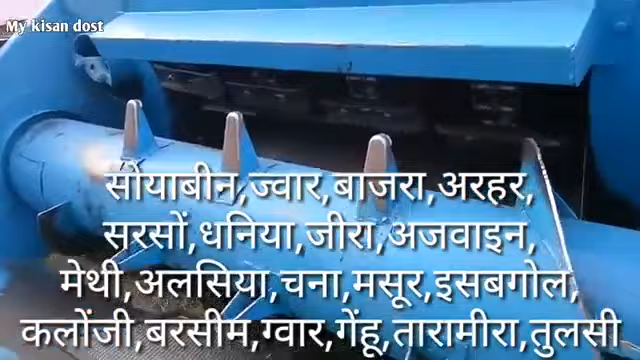 My kisan dost
सोयाबीन,ज्वार,बाजरा,अरहर,
सरसों,धनिया,जीरा,अजवाइन,
मेथी,अलसिया,चना,मसूर,इसबगोल,
कलोंजी,बरसीम,ग्वार,गेंहू,तारामीरा,तुलसी